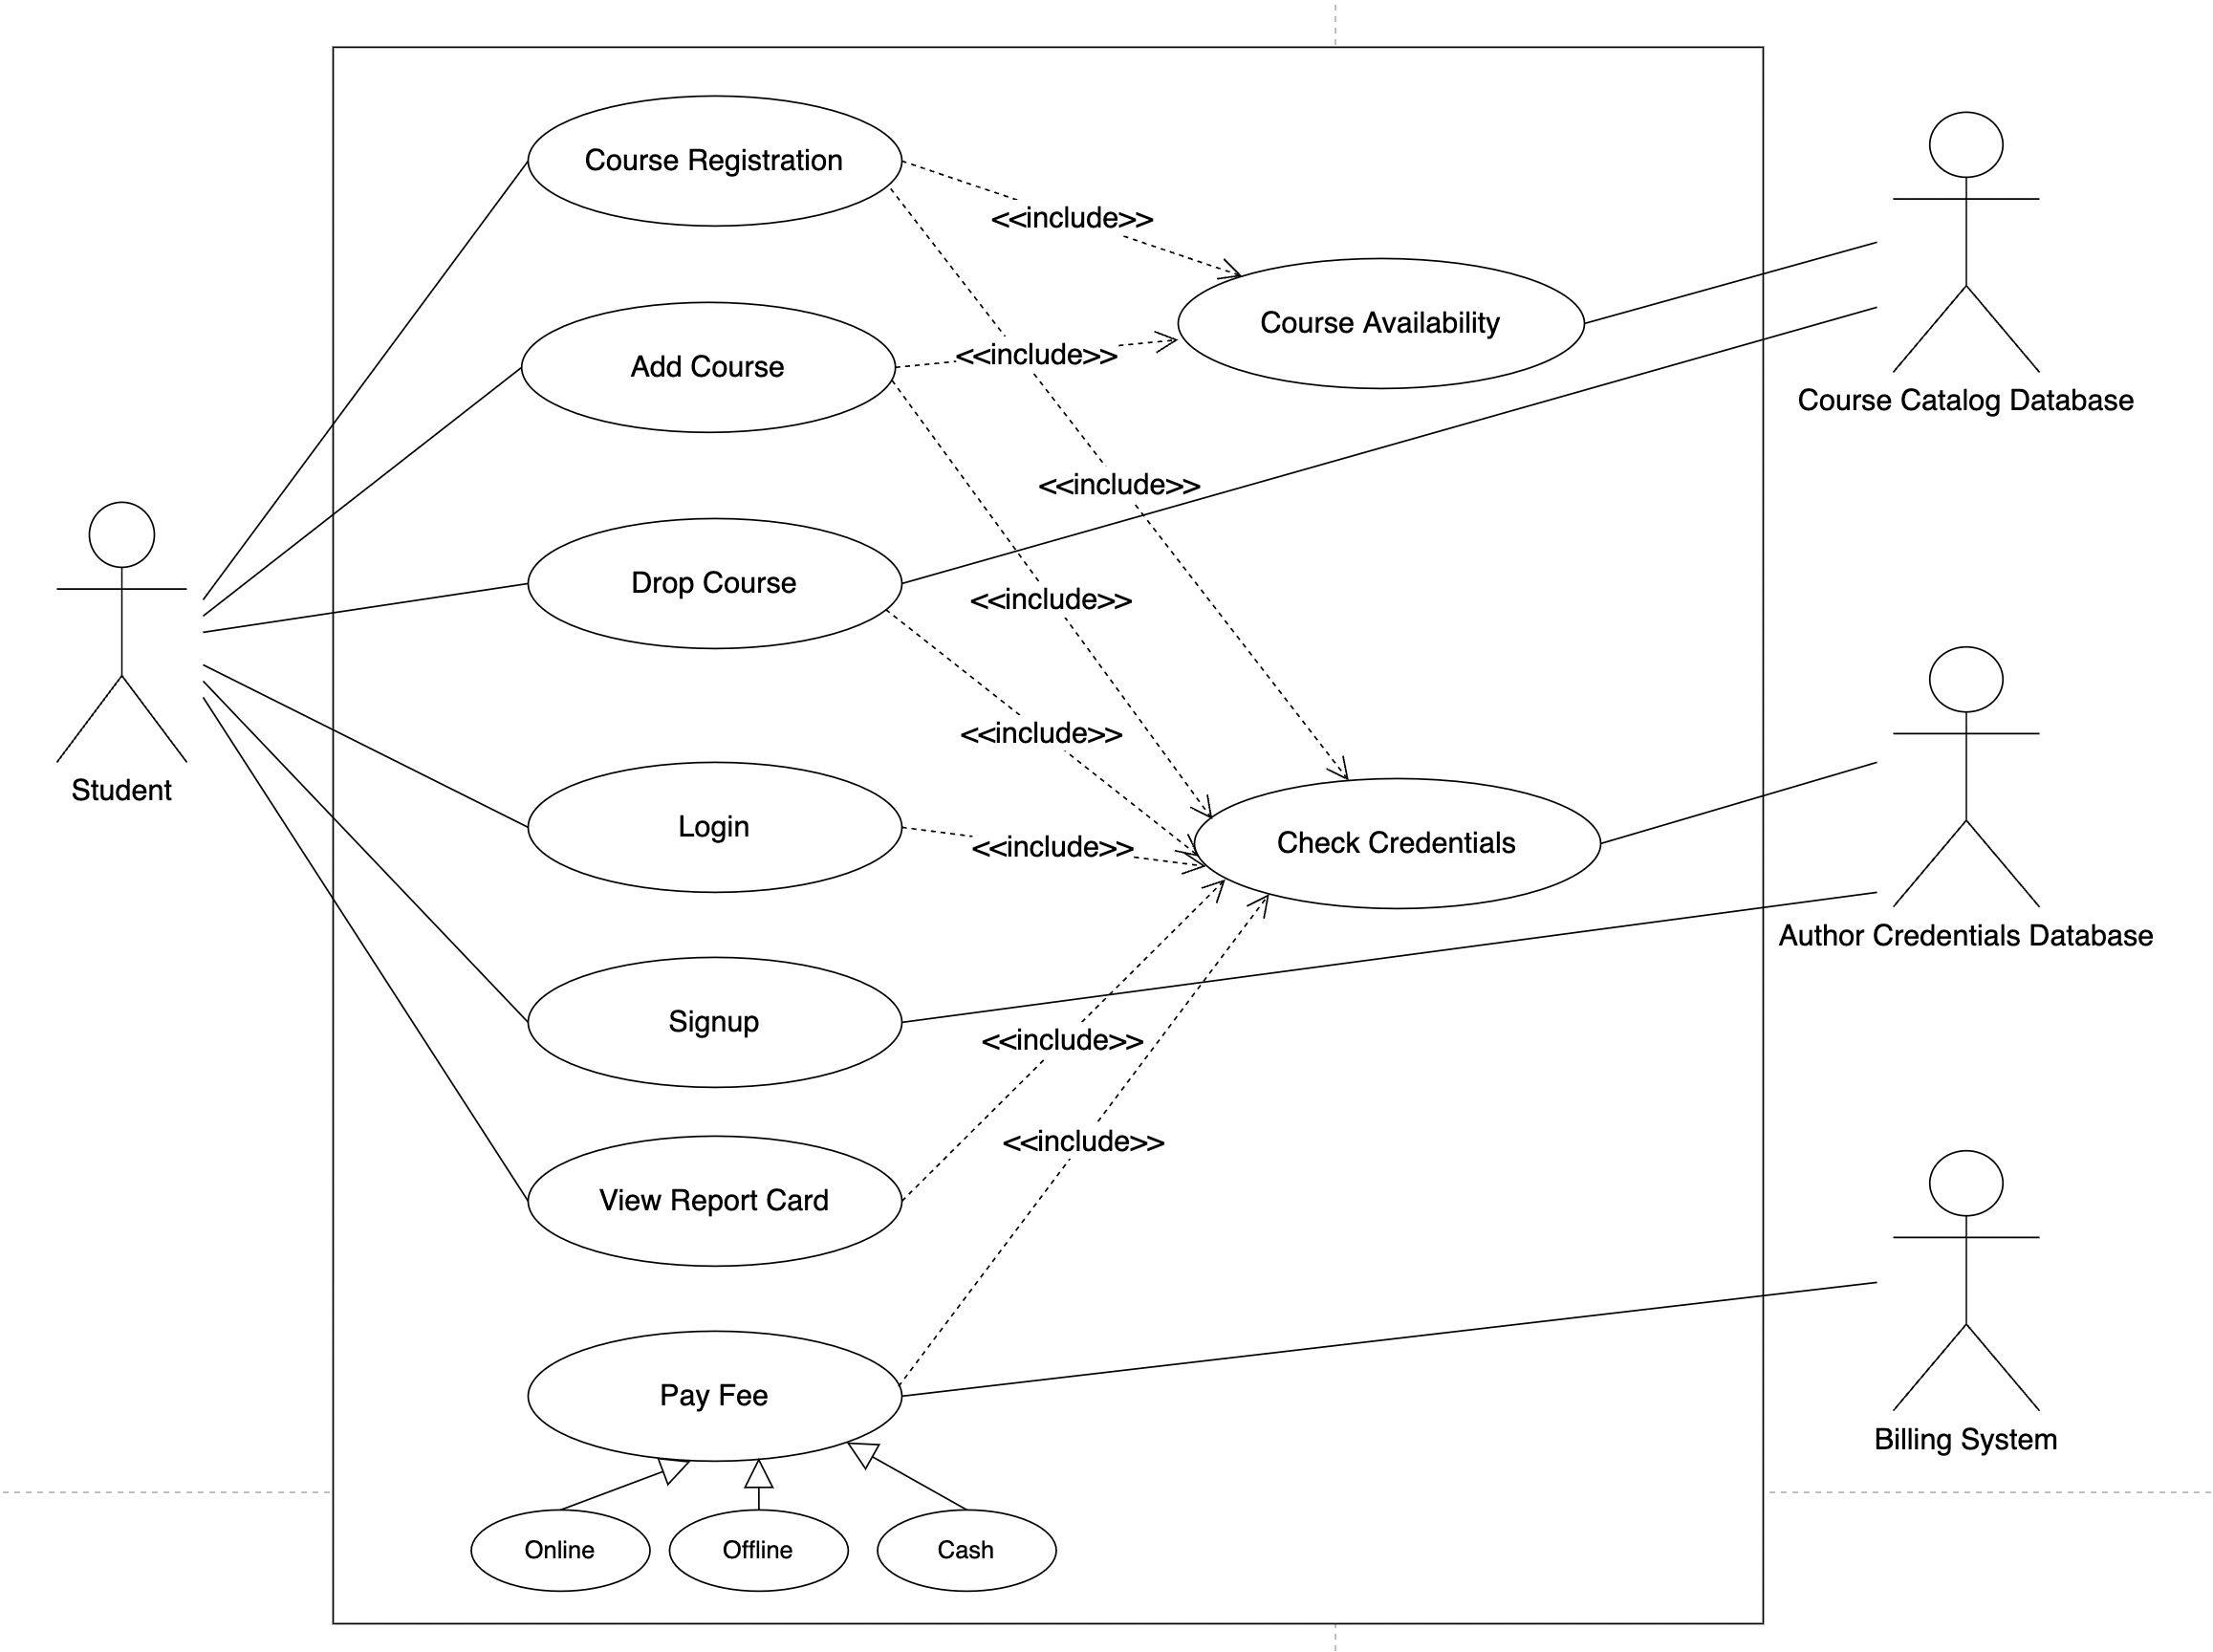 Course Registration
<<include>>
Course Availability
<<include>>
Add Course
Course Catalog Database
<<include>>
Drop Course
<<include>>
Student
<<include>>
Login
<<include>>
Check Credentials
Author Credentials Database
Signup
<<include>>
<<include>>
View Report Card
Pay Fee
Billing System
Online
Offline
Cash